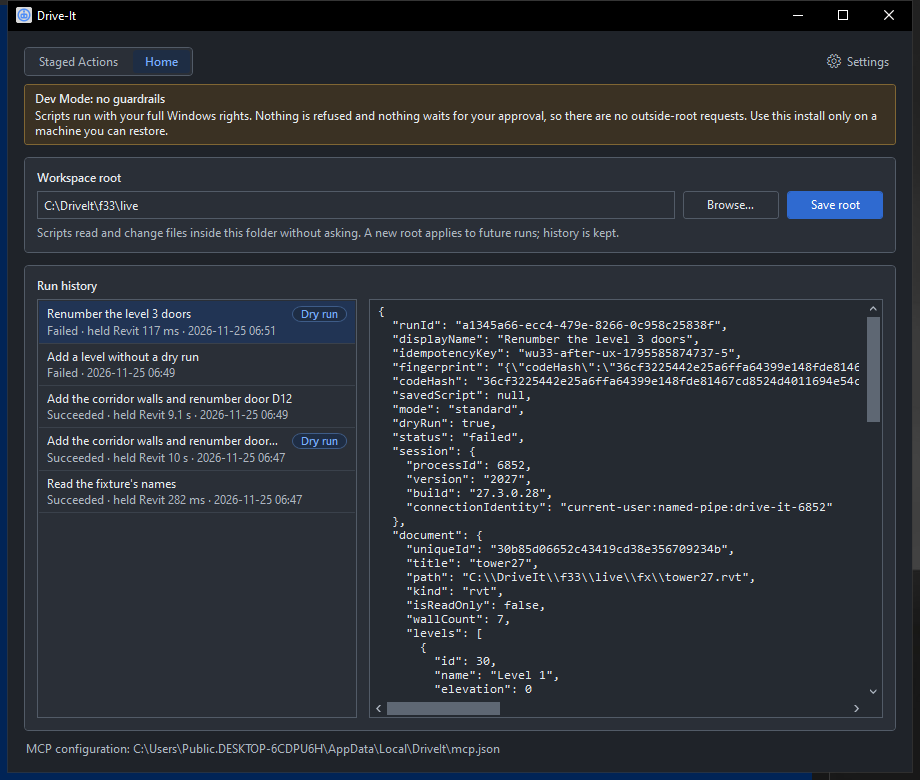 Drive-It
Staged Actions
Home
Settings
Dev Mode: no guardrails
Scripts run with your full Windows rights. Nothing is refused and nothing waits for your approval, so there are no outside-root requests. Use this install only on a
machine you can restore.
Workspace root
C:\DriveIt\f33\live
Browse...
Save root
Scripts read and change files inside this folder without asking. A new root applies to future runs; history is kept.
Run history
Renumber the level 3 doors
Dry run
Failed · held Revit 117 ms · 2026-11-25 06:51
Add a level without a dry run
Failed · 2026-11-25 06:49
Add the corridor walls and renumber door D12
Succeeded · held Revit 9.1 s · 2026-11-25 06:49
Add the corridor walls and renumber door...
Dry run
Succeeded · held Revit 10 s · 2026-11-25 06:47
Read the fixture's names
Succeeded · held Revit 282 ms · 2026-11-25 06:47
{
"runId": "a1345a66-ecc4-479e-8266-0c958c25838f",
"displayName": "Renumber the level 3 doors",
"idempotencyKey": "wu33-after-ux-1795585874737-5",
"fingerprint": "{\"codeHash\":\"36cf3225442e25a6ffa64399e148fde8146
"codeHash": "36cf3225442e25a6ffa64399e148fde81467cd8524d4011694e54c
"savedScript": null,
"mode": "standard",
"dryRun": true,
"status": "failed",
"session": {
"processId": 6852,
"version": "2027",
"build": "27.3.0.28",
"connectionIdentity": "current-user:named-pipe:drive-it-6852"
},
"document": {
"uniqueId": "30b85d06652c43419cd38e356709234b",
"title": "tower27",
"path": "C:\\DriveIt\\f33\\live\\fx\\tower27.rvt",
"kind": "rvt",
"isReadOnly": false,
"wallCount": 7,
"levels": [
{
"id": 30,
"name": "Level 1",
"elevation": 0
MCP configuration: C:\Users\Public.DESKTOP-6CDPU6H\AppData\Local\DriveIt\mcp.json